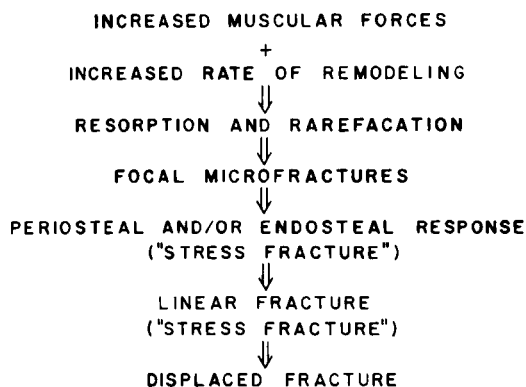 INCREASED MUSCULAR FORCES
+
INCREASED RATE OF REMODELING
⇓
RESORPTION AND RAREFACATION
⇓
FOCAL MICROFRACTURES
⇓
PERIOSTEAL AND/OR ENDOSTEAL RESPONSE
("STRESS FRACTURE")
⇓
LINEAR FRACTURE
("STRESS FRACTURE")
⇓
DISPLACED FRACTURE